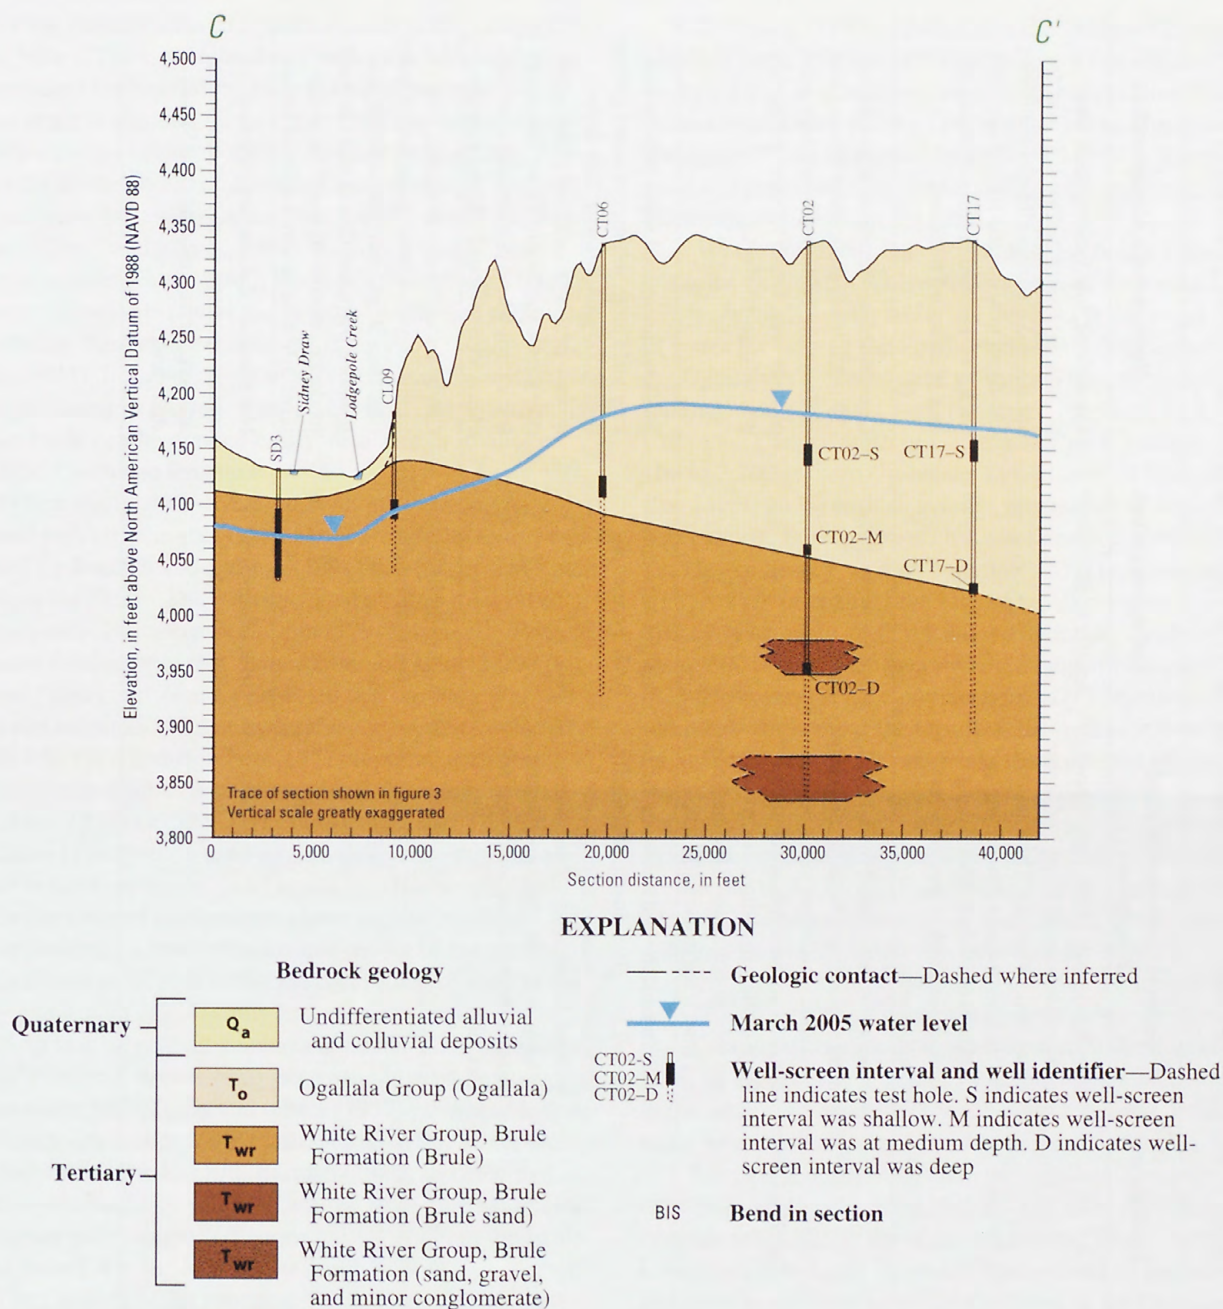 C C'
4,500
4,450
4,400
4,350
4,300
4,250
4,200
4,150
4,100
4,050
4,000
3,950
3,900
3,850
3,800
Elevation, in feet above North American Vertical Datum of 1988 (NAVD 88)
SD3
Sidney Draw
Lodgepole Creek
CL09
CT06
CT02
CT17
CT02–S
CT17–S
CT02–M
CT17–D
CT02–D
Trace of section shown in figure 3
Vertical scale greatly exaggerated
0 5,000 10,000 15,000 20,000 25,000 30,000 35,000 40,000
Section distance, in feet
EXPLANATION
Bedrock geology
Quaternary
Qa
Undifferentiated alluvial
and colluvial deposits
Tertiary
To
Ogallala Group (Ogallala)
Twr
White River Group, Brule
Formation (Brule)
Twr
White River Group, Brule
Formation (Brule sand)
Twr
White River Group, Brule
Formation (sand, gravel,
and minor conglomerate)
Geologic contact—Dashed where inferred
March 2005 water level
CT02-S
CT02–M
CT02–D
Well-screen interval and well identifier—Dashed
line indicates test hole. S indicates well-screen
interval was shallow. M indicates well-screen
interval was at medium depth. D indicates well-
screen interval was deep
BIS Bend in section